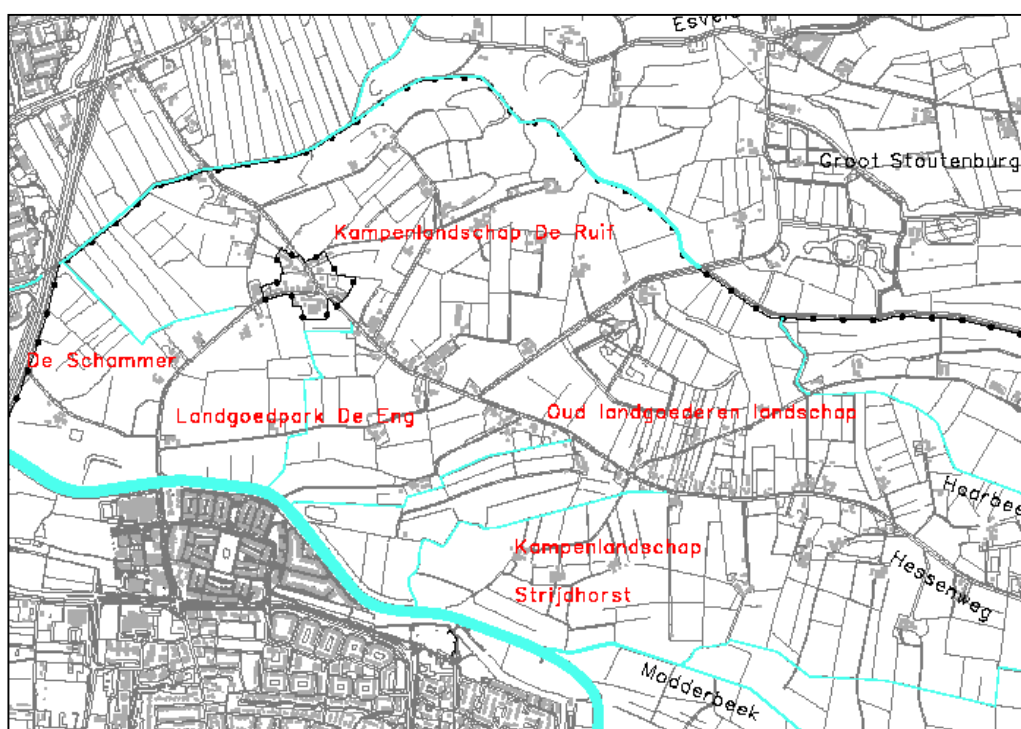 Groot Stoutenburg
Kampenlandschap De Ruif
De Schammer
Landgoedpark De Eng
Oud landgoederen landschap
Kampenlandschap
Strijdhorst
Hessenweg
Modderbeek